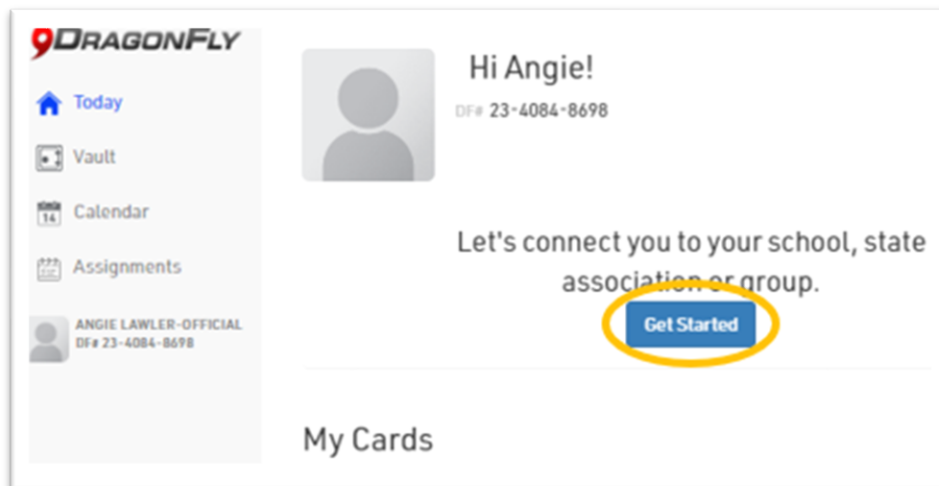 DRAGONFLY
Today
Vault
14
Calendar
Assignments
ANGIE LAWLER-OFFICIAL
DF# 23-4084-8698
Hi Angie!
DF# 23-4084-8698
Let's connect you to your school, state
association or group.
Get Started
My Cards